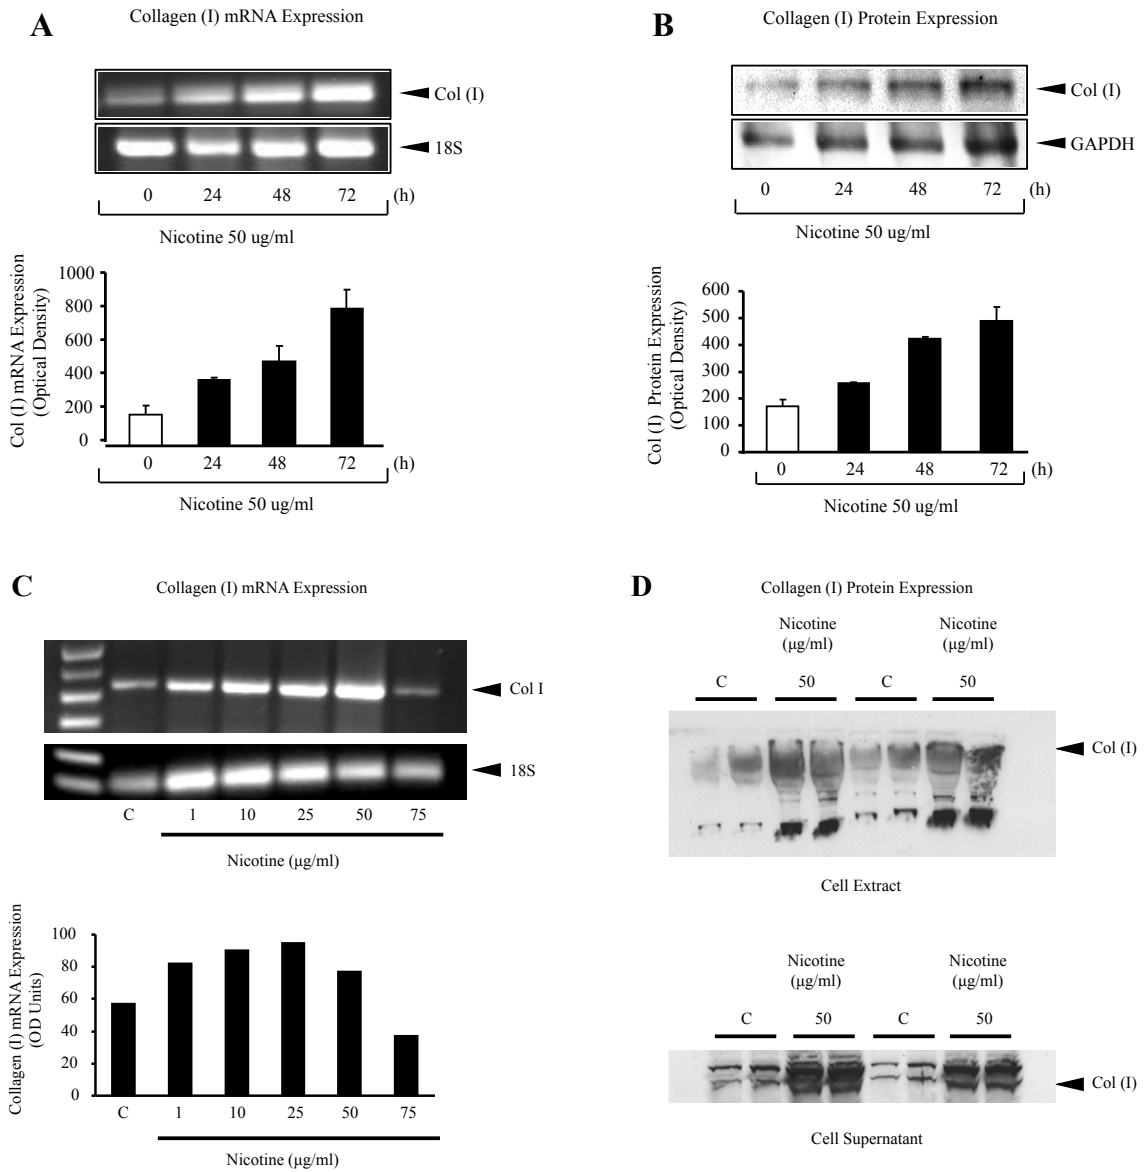 A
Collagen (I) mRNA Expression
Col (I)
18S
0 24 48 72 (h)
Nicotine 50 ug/ml
Col (I) mRNA Expression
(Optical Density)
1000
800
600
400
200
0
0 24 48 72 (h)
Nicotine 50 ug/ml
B
Collagen (I) Protein Expression
Col (I)
GAPDH
0 24 48 72 (h)
Nicotine 50 ug/ml
Col (I) Protein Expression
(Optical Density)
600
500
400
300
200
100
0
0 24 48 72 (h)
Nicotine 50 ug/ml
C
Collagen (I) mRNA Expression
Col I
18S
C 1 10 25 50 75
Nicotine (μg/ml)
Collagen (I) mRNA Expression
(OD Units)
100
80
60
40
20
0
C 1 10 25 50 75
Nicotine (μg/ml)
D
Collagen (I) Protein Expression
Nicotine Nicotine
(μg/ml) (μg/ml)
C 50 C 50
Col (I)
Cell Extract
Nicotine Nicotine
(μg/ml) (μg/ml)
C 50 C 50
Col (I)
Cell Supernatant